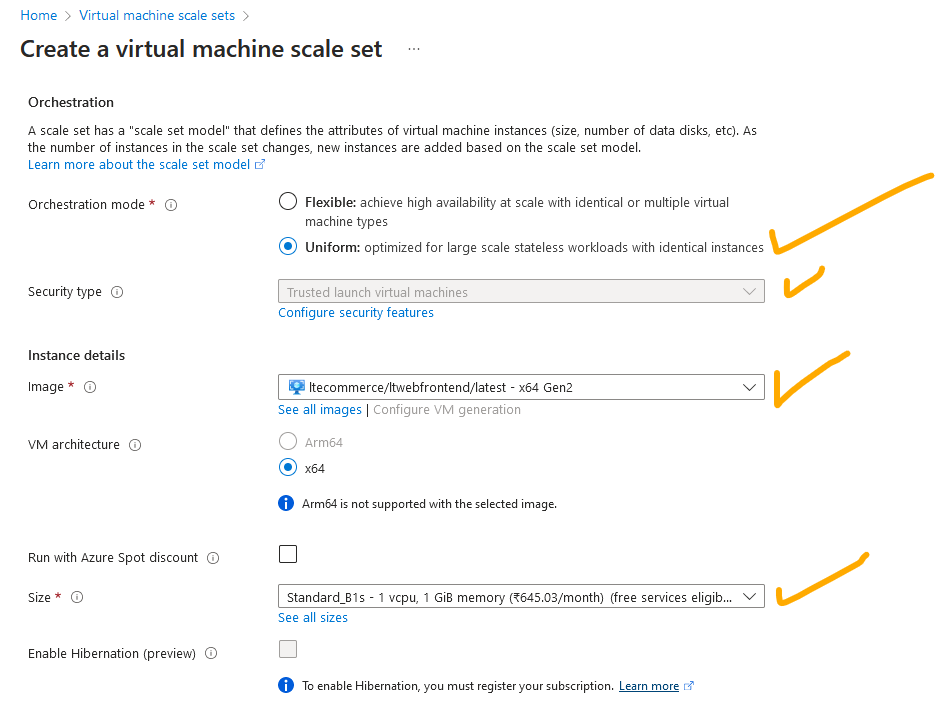 Home > Virtual machine scale sets >
Create a virtual machine scale set ...
Orchestration
A scale set has a "scale set model" that defines the attributes of virtual machine instances (size, number of data disks, etc). As
the number of instances in the scale set changes, new instances are added based on the scale set model.
Learn more about the scale set model
Orchestration mode *
Flexible: achieve high availability at scale with identical or multiple virtual
machine types
Uniform: optimized for large scale stateless workloads with identical instances
Security type
Trusted launch virtual machines
Configure security features
Instance details
Image *
ltecommerce/ltwebfrontend/latest - x64 Gen2
See all images | Configure VM generation
VM architecture
Arm64
x64
Arm64 is not supported with the selected image.
Run with Azure Spot discount
Size *
Standard_B1s - 1 vcpu, 1 GiB memory (₹645.03/month) (free services eligib...
See all sizes
Enable Hibernation (preview)
To enable Hibernation, you must register your subscription. Learn more